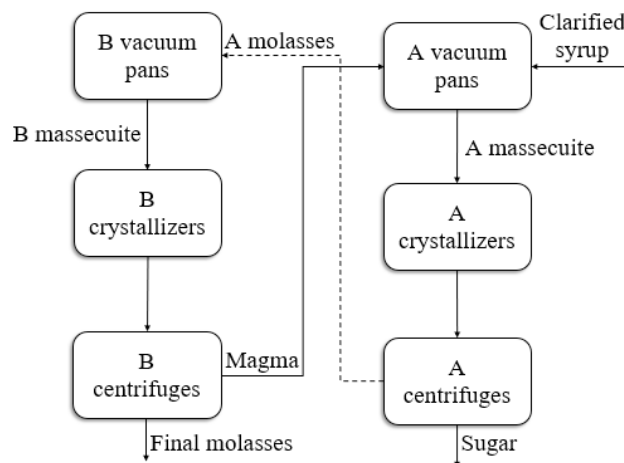 B vacuum
pans
A molasses
A vacuum
pans
Clarified
syrup
B massecuite
A massecuite
B
crystallizers
A
crystallizers
B
centrifuges
Magma
A
centrifuges
Final molasses
Sugar